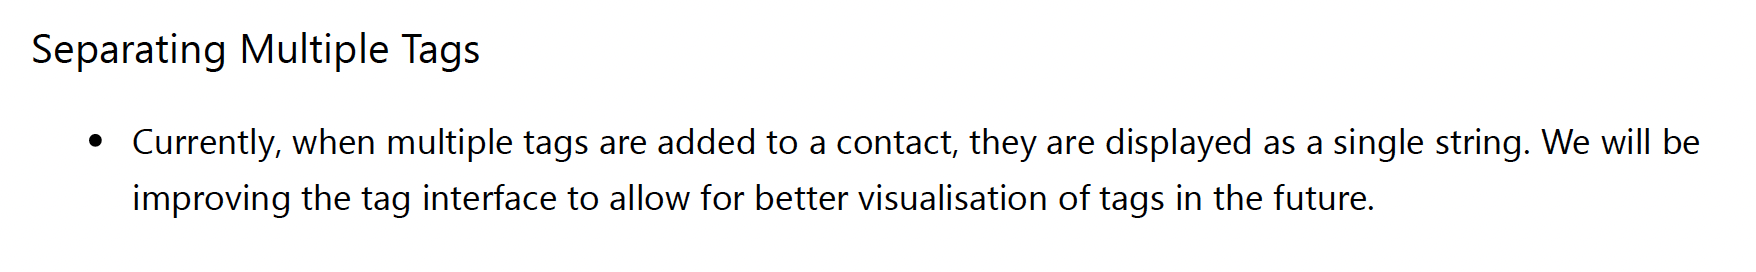 Separating Multiple Tags
• Currently, when multiple tags are added to a contact, they are displayed as a single string. We will be
improving the tag interface to allow for better visualisation of tags in the future.